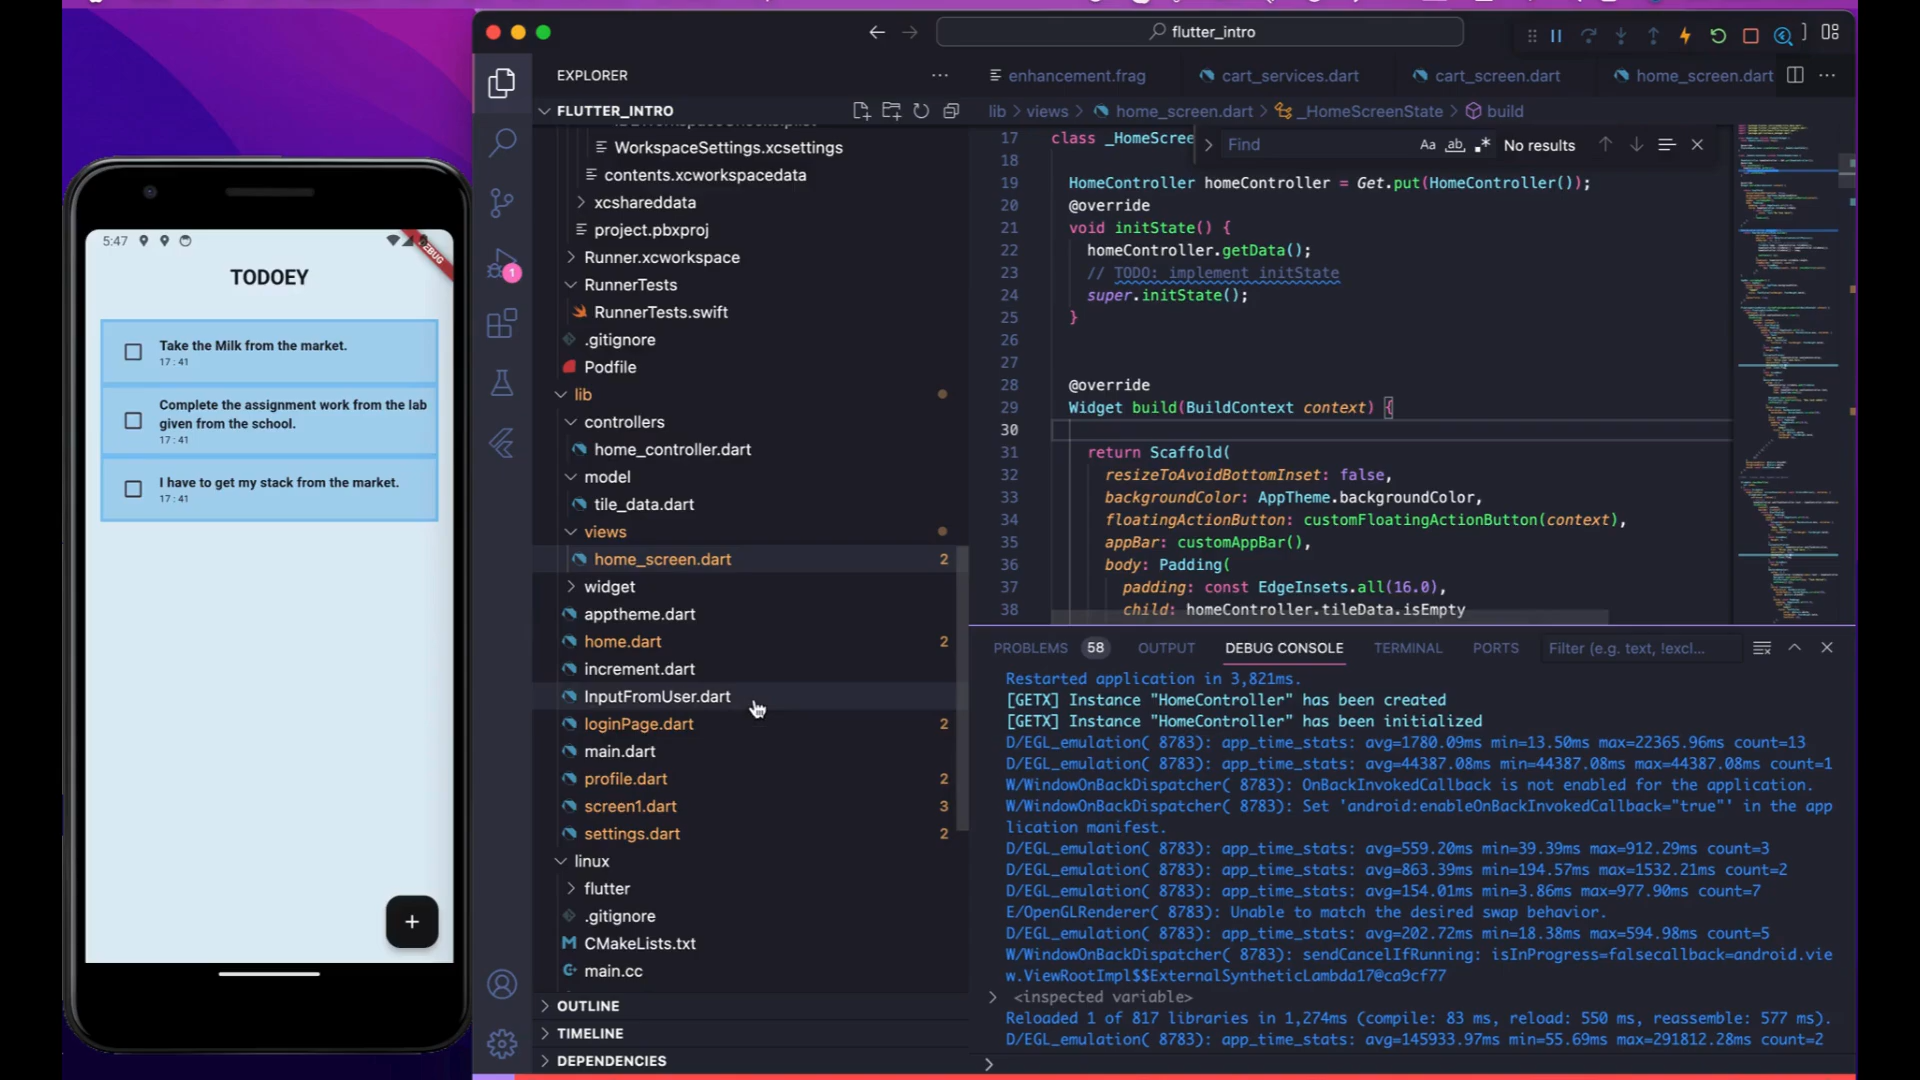 5:47
DEBUG
TODOEY
Take the Milk from the market.
17 : 41
Complete the assignment work from the lab
given from the school.
17 : 41
I have to get my stack from the market.
17 : 41
+
flutter_intro
EXPLORER
FLUTTER_INTRO
WorkspaceSettings.xcsettings
contents.xcworkspacedata
xcshareddata
project.pbxproj
Runner.xcworkspace
RunnerTests
RunnerTests.swift
.gitignore
Podfile
lib
controllers
home_controller.dart
model
tile_data.dart
views
home_screen.dart 2
widget
apptheme.dart
home.dart 2
increment.dart
InputFromUser.dart
loginPage.dart 2
main.dart
profile.dart 2
screen1.dart 3
settings.dart 2
linux
flutter
.gitignore
CMakeLists.txt
main.cc
OUTLINE
TIMELINE
DEPENDENCIES
1
enhancement.frag cart_services.dart cart_screen.dart home_screen.dart
lib > views > home_screen.dart > _HomeScreenState > build
Find Aa ab .* No results
17 class _HomeScree
18
19 HomeController homeController = Get.put(HomeController());
20 @override
21 void initState() {
22 homeController.getData();
23 // TODO: implement initState
24 super.initState();
25 }
26
27
28 @override
29 Widget build(BuildContext context) {
30
31 return Scaffold(
32 resizeToAvoidBottomInset: false,
33 backgroundColor: AppTheme.backgroundColor,
34 floatingActionButton: customFloatingActionButton(context),
35 appBar: customAppBar(),
36 body: Padding(
37 padding: const EdgeInsets.all(16.0),
38 child: homeController.tileData.isEmpty
PROBLEMS 58 OUTPUT DEBUG CONSOLE TERMINAL PORTS Filter (e.g. text, !excl...
Restarted application in 3,821ms.
[GETX] Instance "HomeController" has been created
[GETX] Instance "HomeController" has been initialized
D/EGL_emulation( 8783): app_time_stats: avg=1780.09ms min=13.50ms max=22365.96ms count=13
D/EGL_emulation( 8783): app_time_stats: avg=44387.08ms min=44387.08ms max=44387.08ms count=1
W/WindowOnBackDispatcher( 8783): OnBackInvokedCallback is not enabled for the application.
W/WindowOnBackDispatcher( 8783): Set 'android:enableOnBackInvokedCallback="true"' in the app
lication manifest.
D/EGL_emulation( 8783): app_time_stats: avg=559.20ms min=39.39ms max=912.29ms count=3
D/EGL_emulation( 8783): app_time_stats: avg=863.39ms min=194.57ms max=1532.21ms count=2
D/EGL_emulation( 8783): app_time_stats: avg=154.01ms min=3.86ms max=977.90ms count=7
E/OpenGLRenderer( 8783): Unable to match the desired swap behavior.
D/EGL_emulation( 8783): app_time_stats: avg=202.72ms min=18.38ms max=594.98ms count=5
W/WindowOnBackDispatcher( 8783): sendCancelIfRunning: isInProgress=falsecallback=android.vie
w.ViewRootImpl$$ExternalSyntheticLambda17@ca9cf77
> <inspected variable>
Reloaded 1 of 817 libraries in 1,274ms (compile: 83 ms, reload: 550 ms, reassemble: 577 ms).
D/EGL_emulation( 8783): app_time_stats: avg=145933.97ms min=55.69ms max=291812.28ms count=2
>